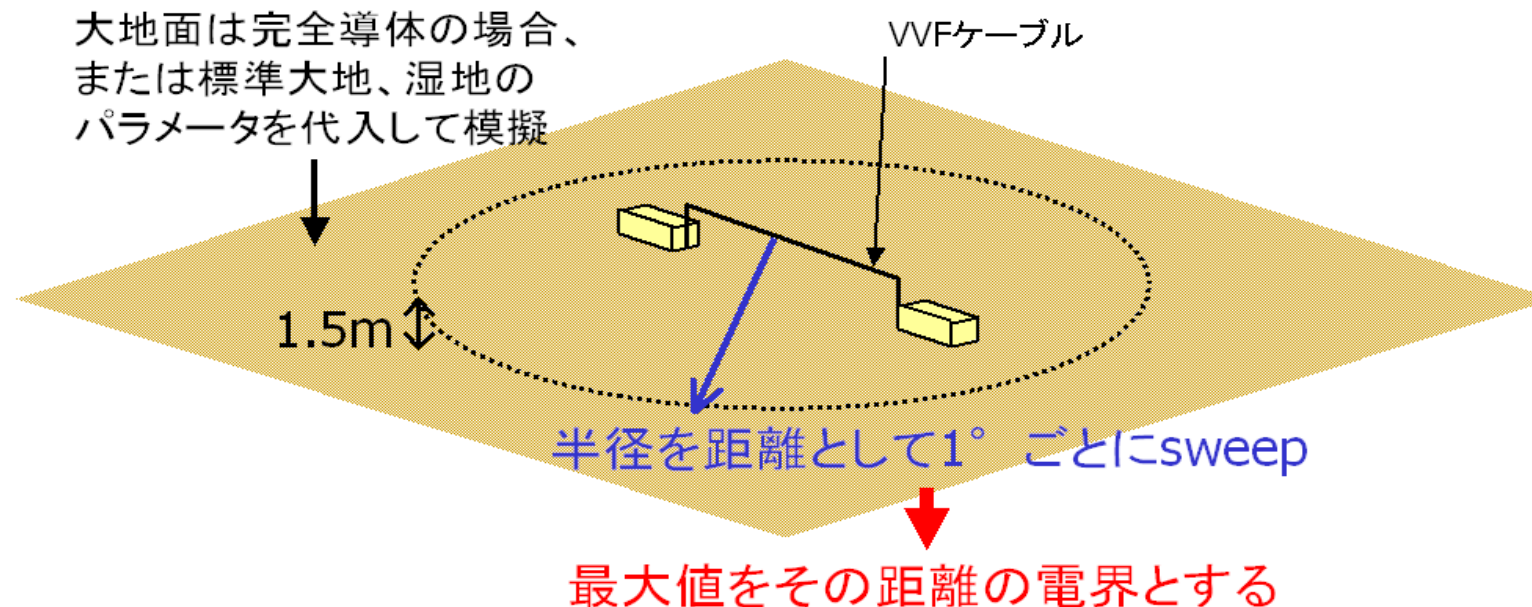 大地面は完全導体の場合、
または標準大地、湿地の
パラメータを代入して模擬
VVFケーブル
1.5m
半径を距離として1° ごとにsweep
最大値をその距離の電界とする